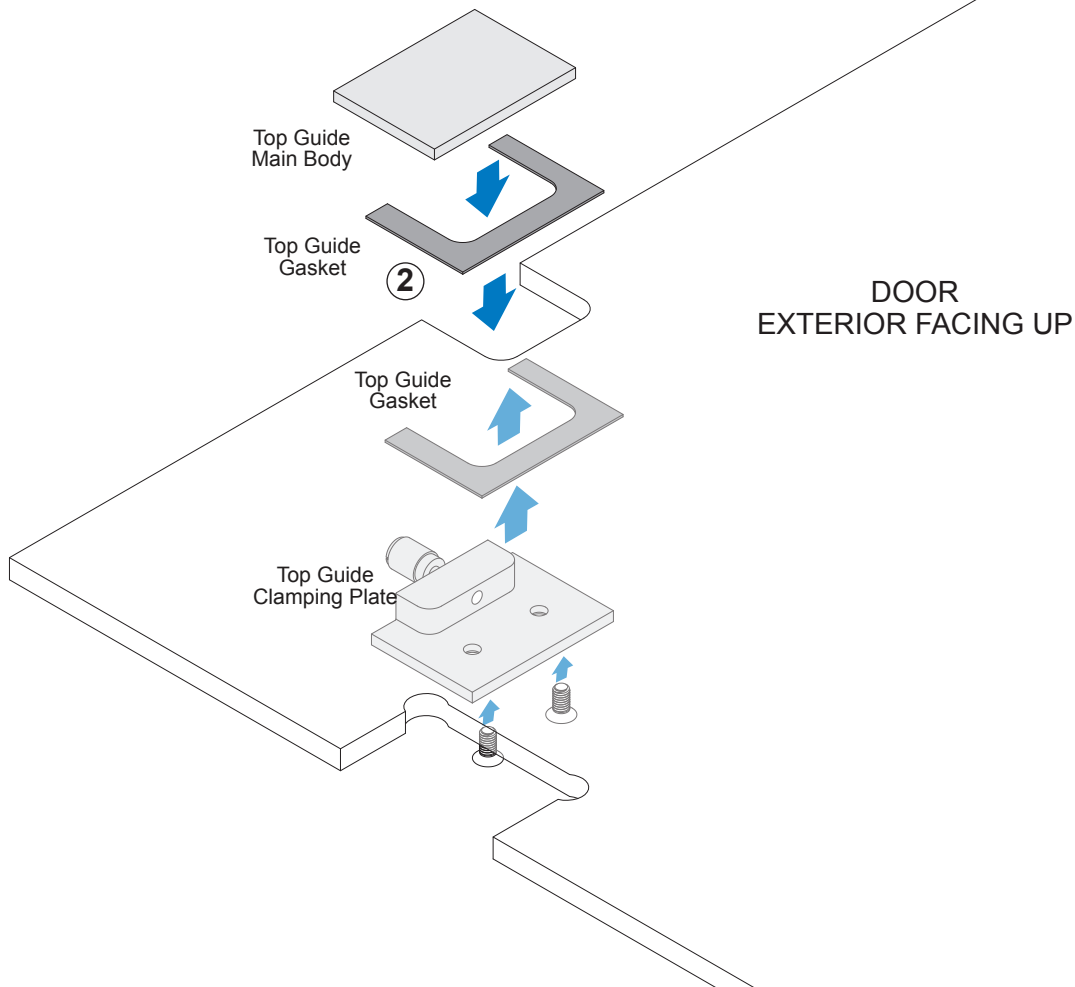 Top Guide
Main Body
Top Guide
Gasket
2
DOOR
EXTERIOR FACING UP
Top Guide
Gasket
Top Guide
Clamping Plate